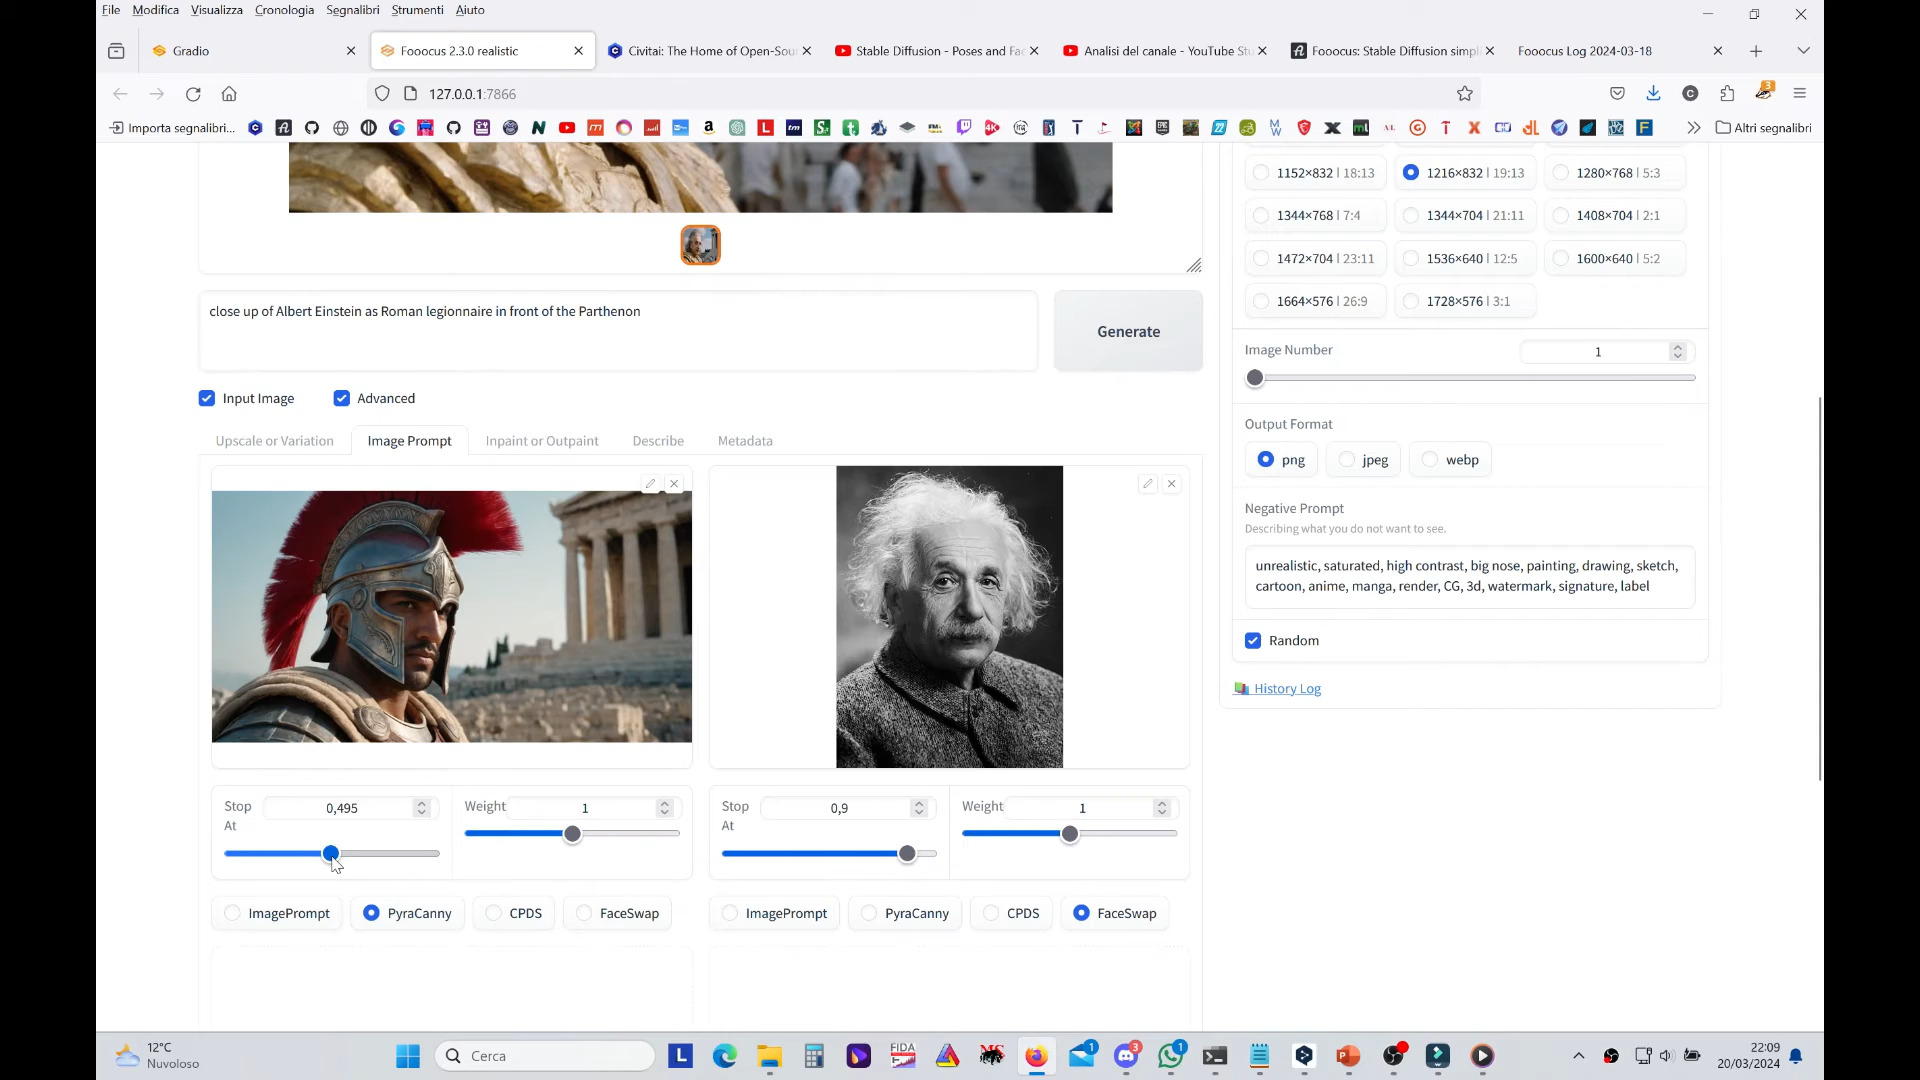 File Modifica Visualizza Cronologia Segnalibri Strumenti Aiuto
Gradio
Fooocus 2.3.0 realistic
Civitai: The Home of Open-Sou
Stable Diffusion - Poses and Fac
Analisi del canale - YouTube Stu
Fooocus: Stable Diffusion simpli
Fooocus Log 2024-03-18
127.0.0.1:7866
Importa segnalibri...
Altri segnalibri
1152×832 | 18:13
1216×832 | 19:13
1280×768 | 5:3
1344×768 | 7:4
1344×704 | 21:11
1408×704 | 2:1
1472×704 | 23:11
1536×640 | 12:5
1600×640 | 5:2
1664×576 | 26:9
1728×576 | 3:1
close up of Albert Einstein as Roman legionnaire in front of the Parthenon
Generate
Image Number
1
Input Image
Advanced
Output Format
png
jpeg
webp
Upscale or Variation
Image Prompt
Inpaint or Outpaint
Describe
Metadata
Negative Prompt
Describing what you do not want to see.
unrealistic, saturated, high contrast, big nose, painting, drawing, sketch,
cartoon, anime, manga, render, CG, 3d, watermark, signature, label
Random
History Log
Stop At
0,495
Weight
1
Stop At
0,9
Weight
1
ImagePrompt
PyraCanny
CPDS
FaceSwap
ImagePrompt
PyraCanny
CPDS
FaceSwap
12°C
Nuvoloso
Cerca
L
FIDA
1
3
1
22:09
20/03/2024